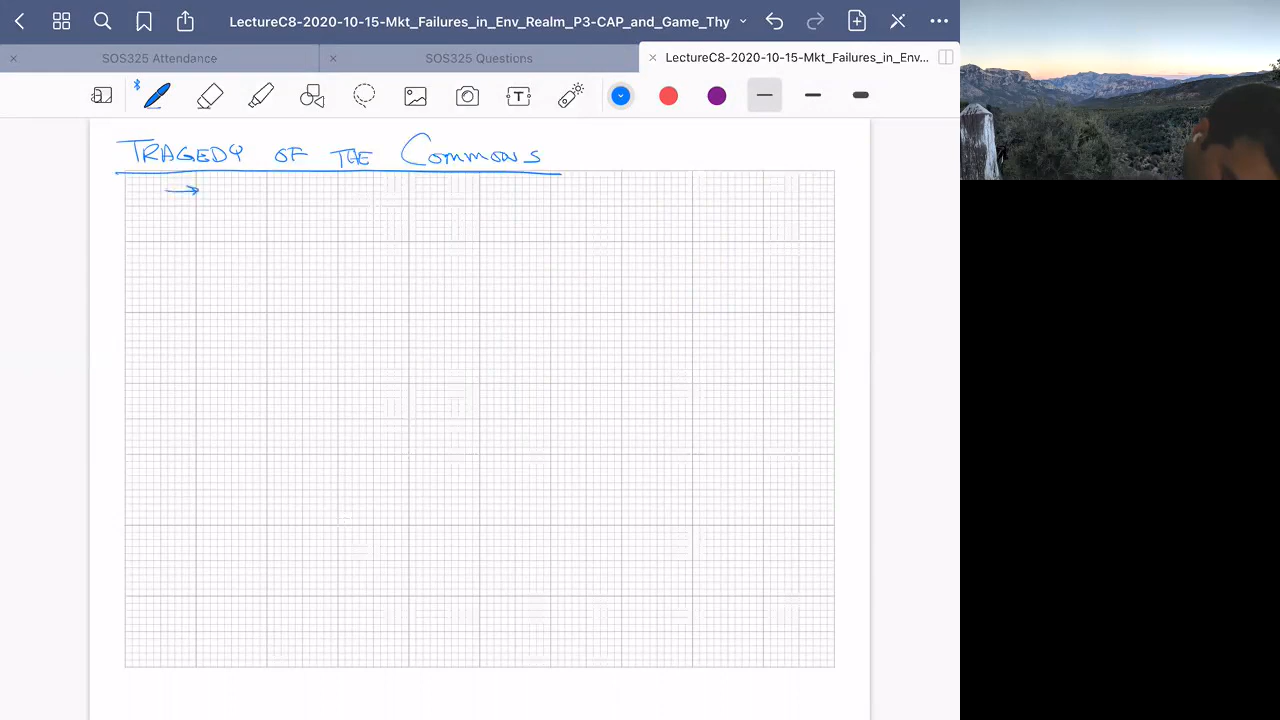 LectureC8-2020-10-15-Mkt_Failures_in_Env_Realm_P3-CAP_and_Game_Thy
SOS325 Attendance
SOS325 Questions
LectureC8-2020-10-15-Mkt_Failures_in_Env...
TRAGEDY OF THE COMMONS